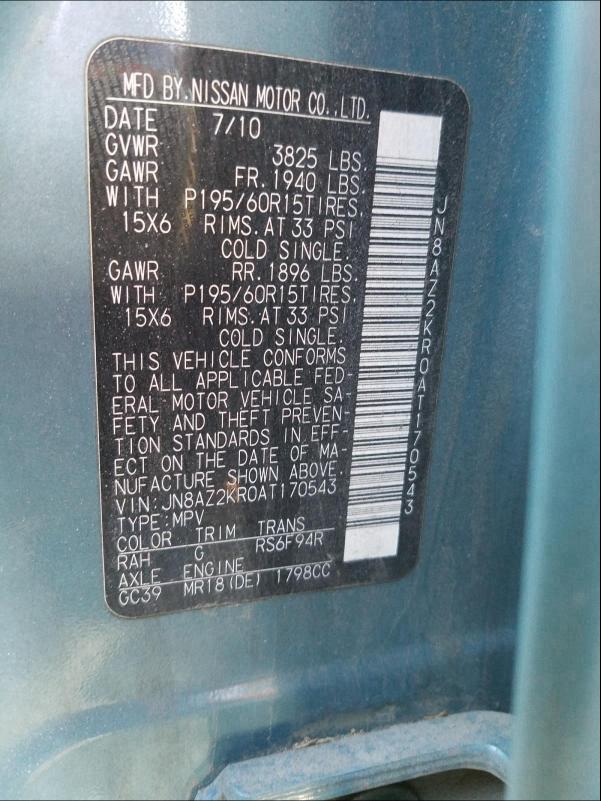 MFD BY.NISSAN MOTOR CO.,LTD.
DATE 7/10
GVWR 3825 LBS.
GAWR FR.1940 LBS.
WITH P195/60R15TIRES,
15X6 RIMS.AT 33 PSI
COLD SINGLE.
GAWR RR.1896 LBS.
WITH P195/60R15TIRES,
15X6 RIMS.AT 33 PSI
COLD SINGLE.
THIS VEHICLE CONFORMS
TO ALL APPLICABLE FED-
ERAL MOTOR VEHICLE SA-
FETY AND THEFT PREVEN-
TION STANDARDS IN EFF-
ECT ON THE DATE OF MA-
NUFACTURE SHOWN ABOVE.
VIN:JN8AZ2KR0AT170543
TYPE:MPV
COLOR TRIM TRANS
RAH G RS6F94R
AXLE ENGINE
GC39 MR18(DE) 1798CC
JN8AZ2KR0AT170543